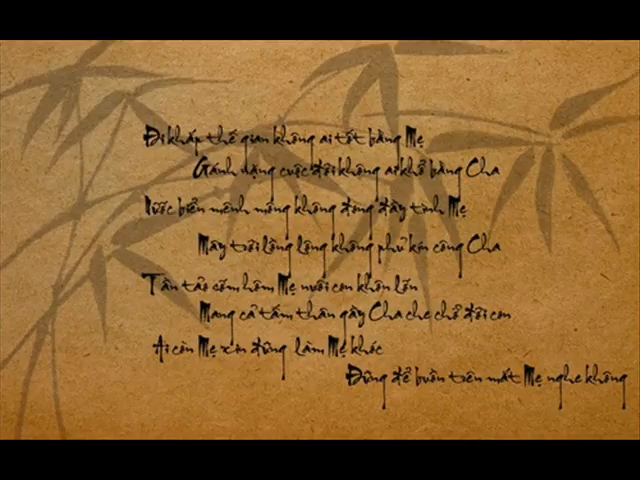 Đi khắp thế gian không ai tốt bằng Mẹ
Gánh nặng cuộc đời không ai khổ bằng Cha
Nước biển mênh mông không đong đầy tình Mẹ
Mây trời lồng lộng không phủ kín công Cha
Tần tảo sớm hôm Mẹ nuôi con khôn lớn
Mang cả tấm thân gầy Cha che chở đời con
Ai còn Mẹ xin đừng làm Mẹ khóc
Đừng để buồn trên mắt Mẹ nghe không